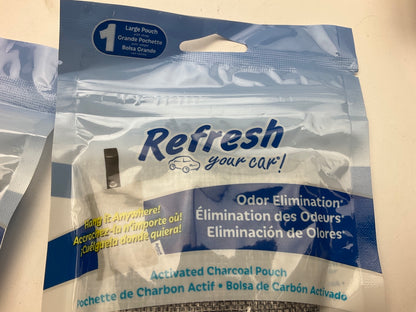 1
Large Pouch
Grande Pochette
Bolsa Grande
Refresh
your car!
Hang it Anywhere!
Accrochez-la n'importe où!
¡Cuélguela donde quiera!
Odor Elimination*
Élimination des Odeurs*
Eliminación de Olores*
Activated Charcoal Pouch
Pochette de Charbon Actif • Bolsa de Carbón Activado